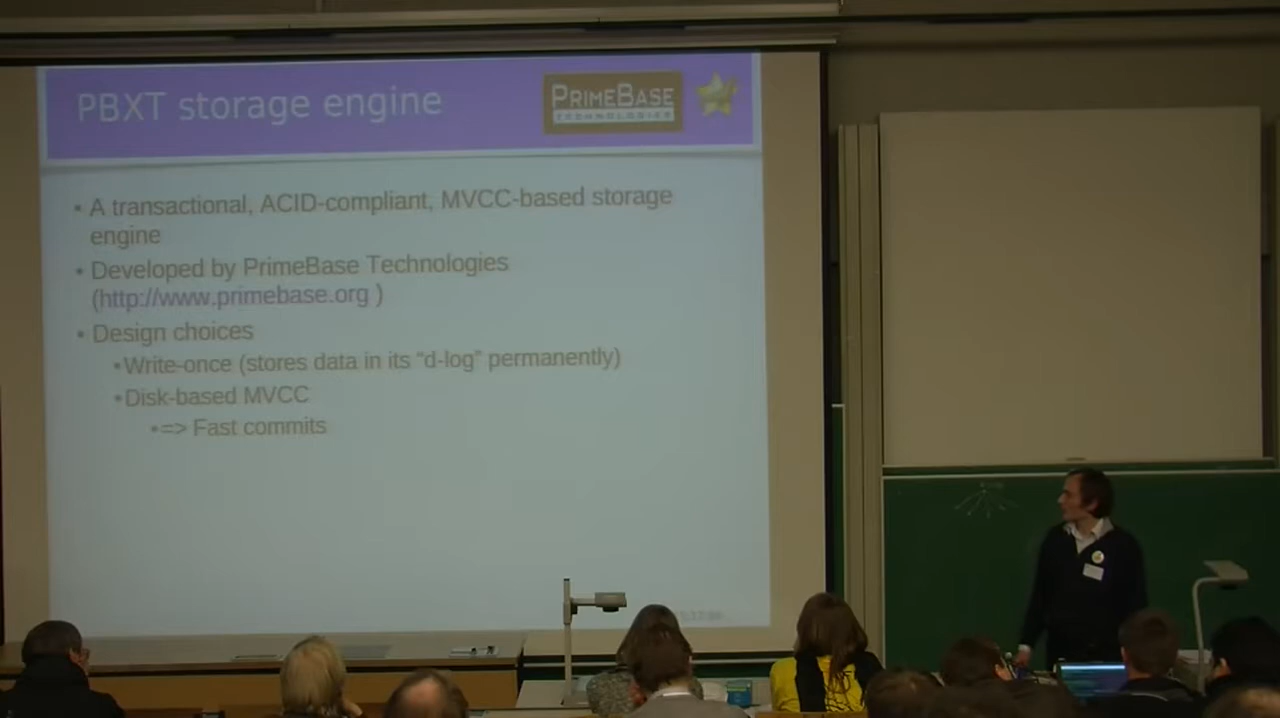 PBXT storage engine
PRIMEBASE
TECHNOLOGIES
• A transactional, ACID-compliant, MVCC-based storage
engine
• Developed by PrimeBase Technologies
(http://www.primebase.org )
• Design choices
•Write-once (stores data in its “d-log” permanently)
•Disk-based MVCC
•=> Fast commits